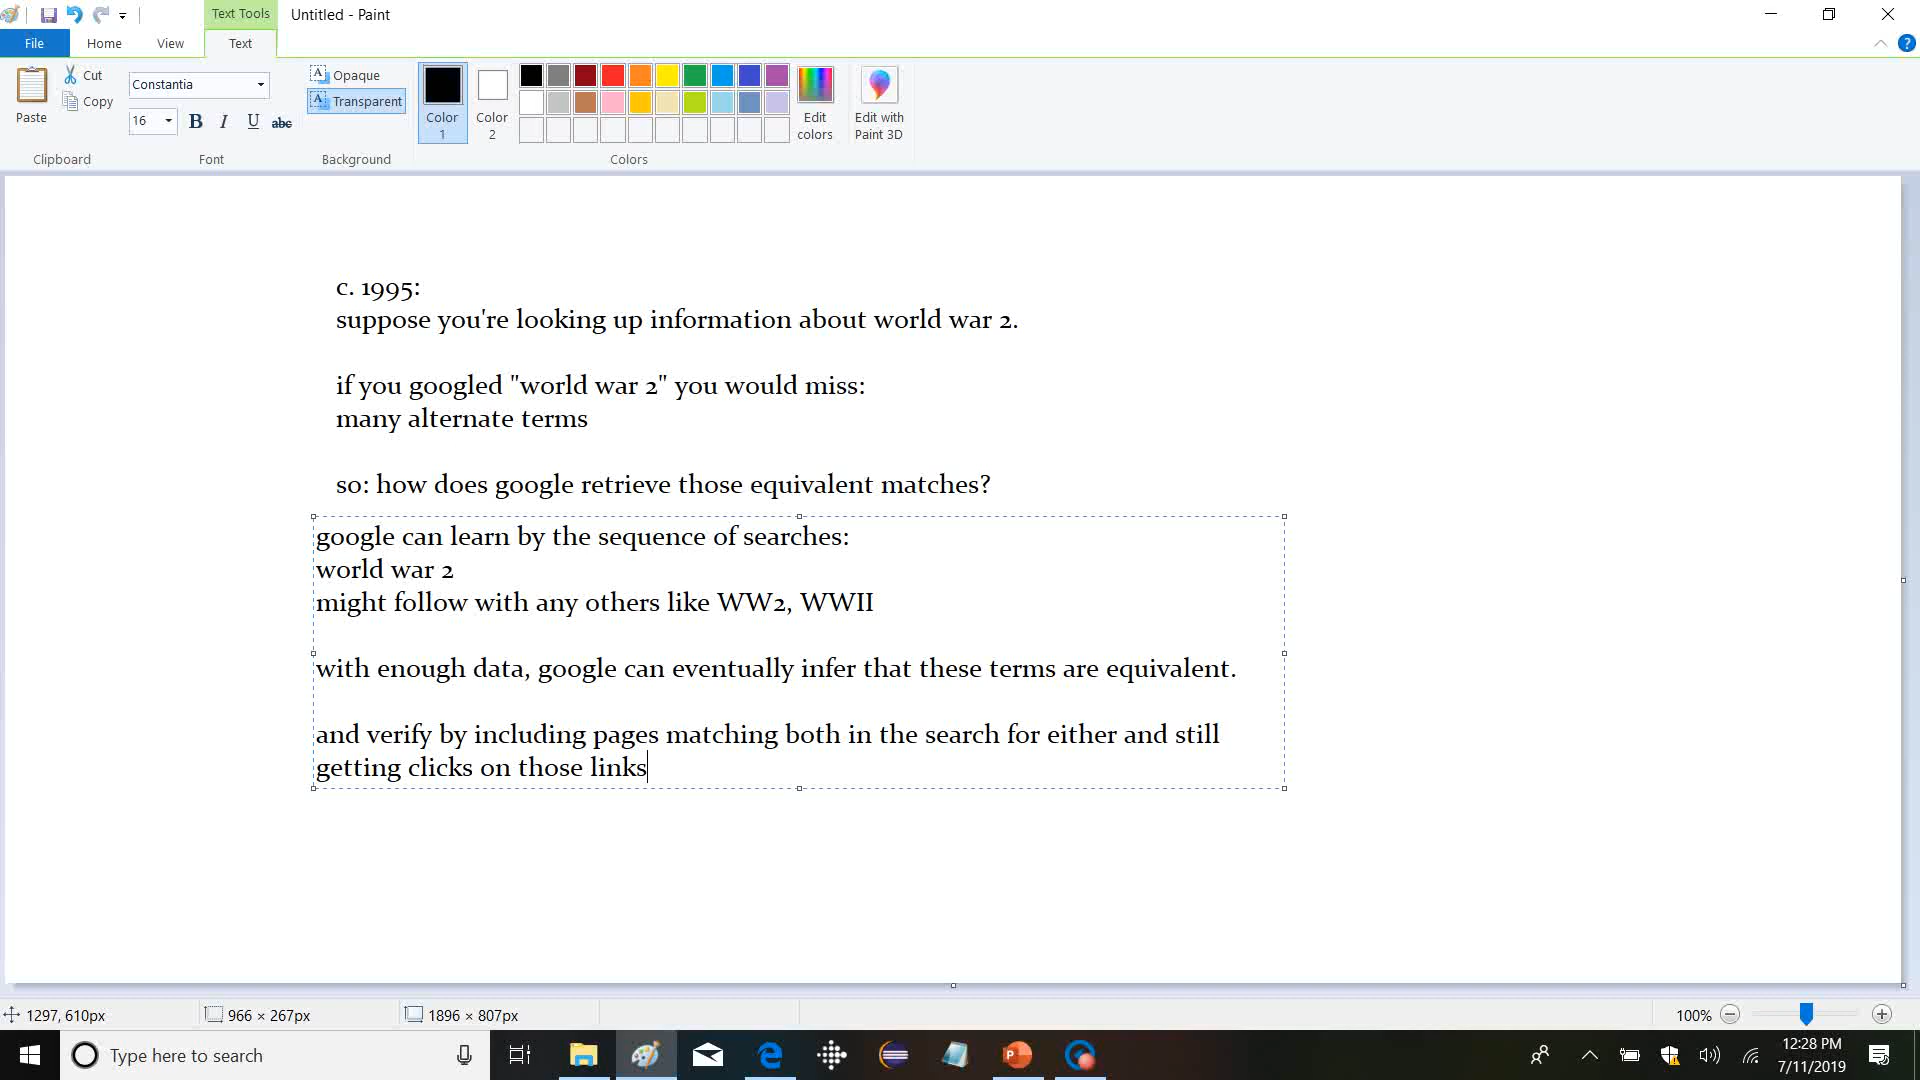 Text Tools
Untitled - Paint
File
Home
View
Text
Paste
Cut
Copy
Clipboard
Constantia
16
B I U abc
Font
Opaque
Transparent
Background
Color 1
Color 2
Edit colors
Colors
Edit with Paint 3D
c. 1995:
suppose you're looking up information about world war 2.
if you googled "world war 2" you would miss:
many alternate terms
so: how does google retrieve those equivalent matches?
google can learn by the sequence of searches:
world war 2
might follow with any others like WW2, WWII
with enough data, google can eventually infer that these terms are equivalent.
and verify by including pages matching both in the search for either and still
getting clicks on those links
1297, 610px
966 × 267px
1896 × 807px
100%
Type here to search
12:28 PM
7/11/2019